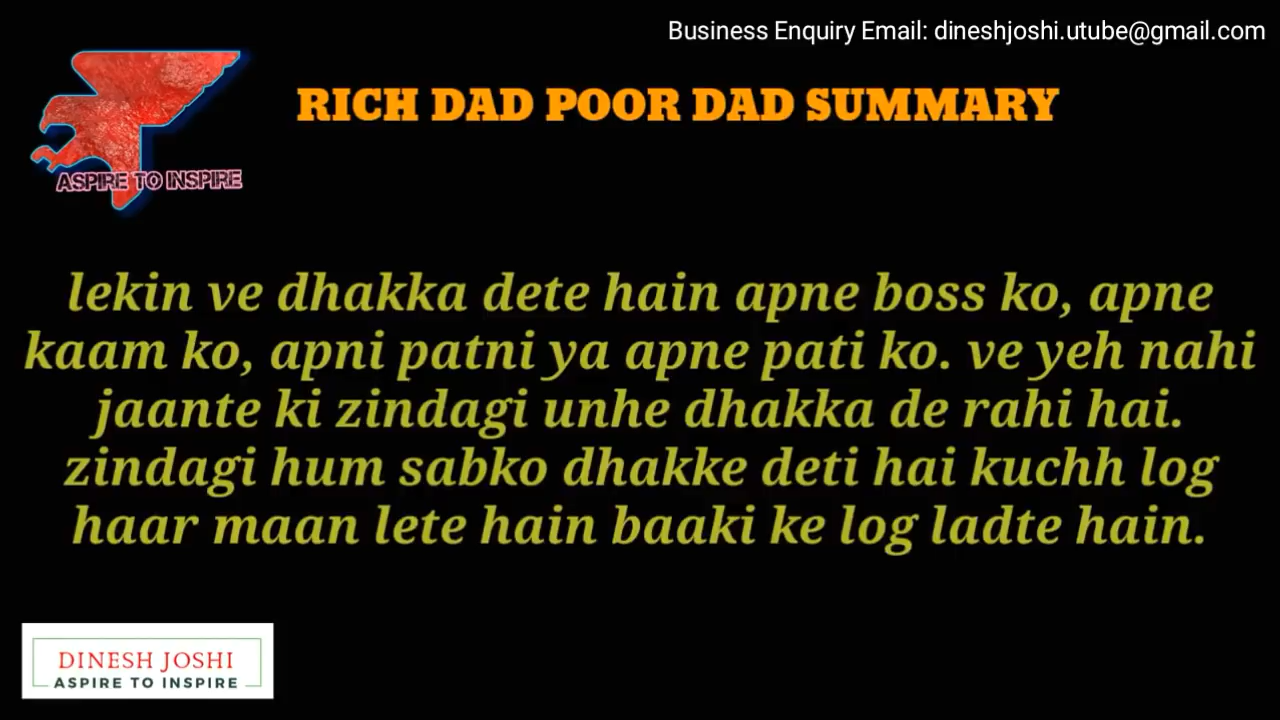 Business Enquiry Email: dineshjoshi.utube@gmail.com
RICH DAD POOR DAD SUMMARY
ASPIRE TO INSPIRE
lekin ve dhakka dete hain apne boss ko, apne
kaam ko, apni patni ya apne pati ko. ve yeh nahi
jaante ki zindagi unhe dhakka de rahi hai.
zindagi hum sabko dhakke deti hai kuchh log
haar maan lete hain baaki ke log ladte hain.
DINESH JOSHI
ASPIRE TO INSPIRE